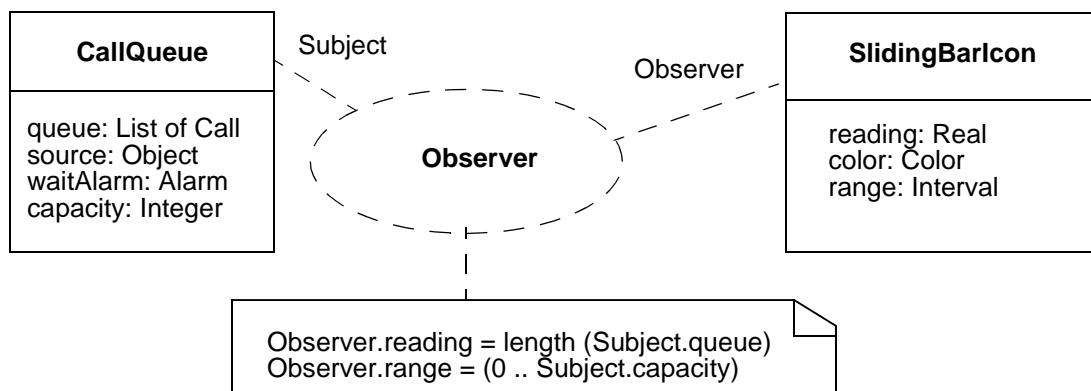 CallQueue
queue: List of Call
source: Object
waitAlarm: Alarm
capacity: Integer
Subject
Observer
Observer
SlidingBarIcon
reading: Real
color: Color
range: Interval
Observer.reading = length (Subject.queue)
Observer.range = (0 .. Subject.capacity)